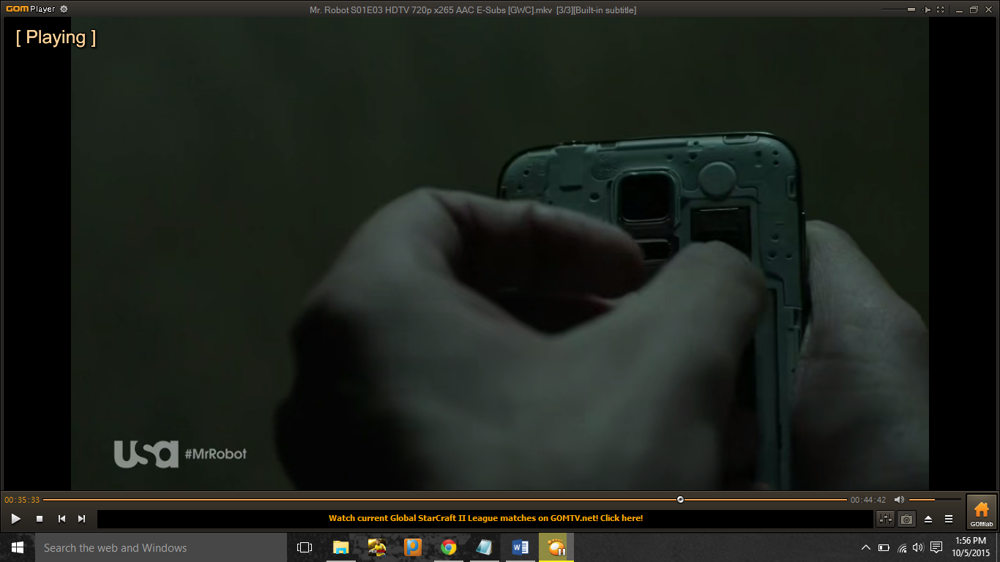 GOM Player
Mr. Robot S01E03 HDTV 720p x265 AAC E-Subs [GWC].mkv [3/3][Built-in subtitle]
[ Playing ]
usa #MrRobot
00:35:33
00:44:42
Watch current Global StarCraft II League matches on GOMTV.net! Click here!
GOMlab
Search the web and Windows
1:56 PM
10/5/2015